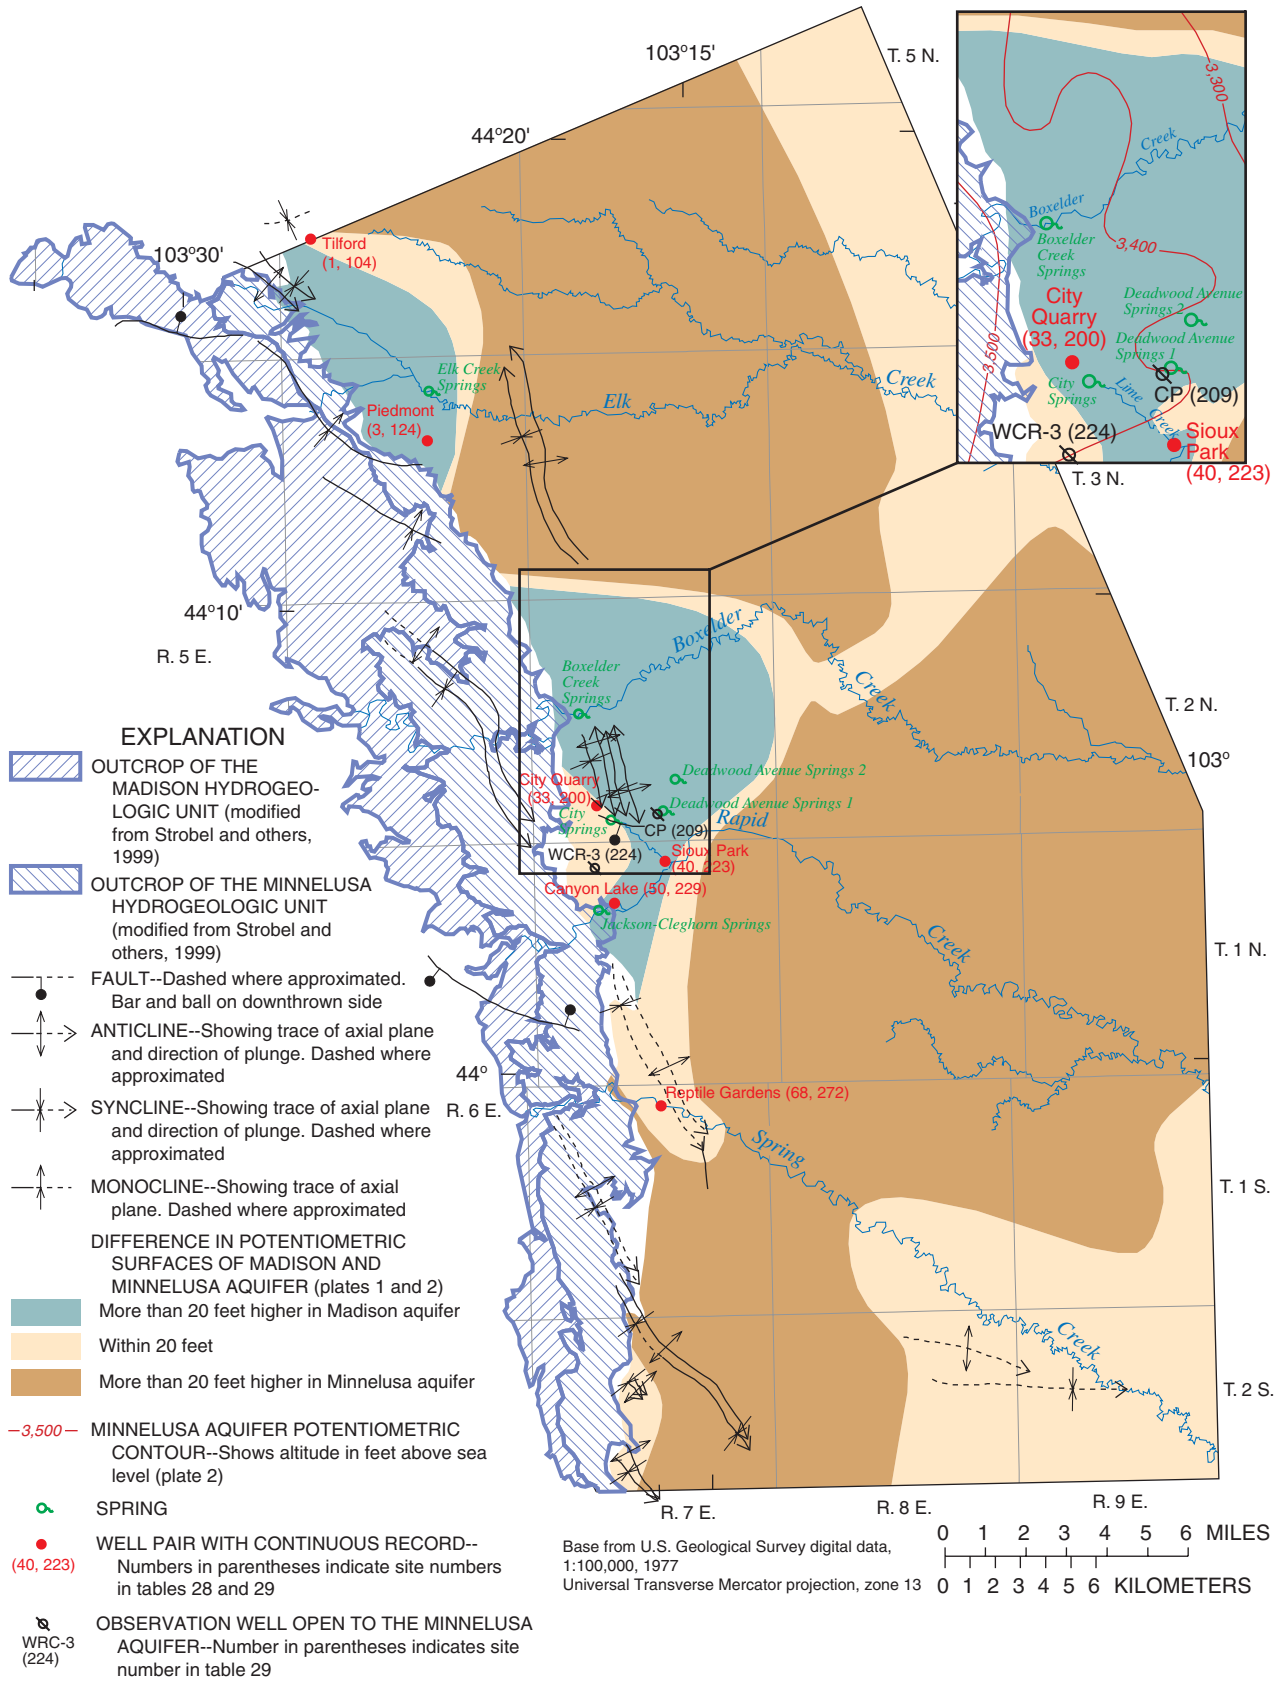 103º15'
T. 5 N.
44º20'
3,300
Creek
Boxelder
Boxelder
Creek
Springs
3,400
103º30'
Tilford
(1, 104)
City
Quarry
(33, 200)
Deadwood Avenue
Springs 2
Deadwood Avenue
Springs 1
3,500
City
Springs
Lime
Creek
CP (209)
WCR-3 (224)
Sioux
Park
(40, 223)
T. 3 N.
Elk Creek
Springs
Creek
Elk
Piedmont
(3, 124)
44º10'
R. 5 E.
Boxelder
Creek
Boxelder
Creek
Springs
T. 2 N.
103º
City Quarry
(33, 200)
Deadwood Avenue Springs 2
Deadwood Avenue Springs 1
City
Springs
CP (209)
Rapid
WCR-3 (224)
Sioux Park
(40, 223)
Canyon Lake (50, 229)
Jackson-Cleghorn Springs
Creek
T. 1 N.
44º
R. 6 E.
Reptile Gardens (68, 272)
Spring
T. 1 S.
Creek
T. 2 S.
R. 7 E.
R. 8 E.
R. 9 E.
EXPLANATION
OUTCROP OF THE
MADISON HYDROGEO-
LOGIC UNIT (modified
from Strobel and others,
1999)
OUTCROP OF THE MINNELUSA
HYDROGEOLOGIC UNIT
(modified from Strobel and
others, 1999)
FAULT--Dashed where approximated.
Bar and ball on downthrown side
ANTICLINE--Showing trace of axial plane
and direction of plunge. Dashed where
approximated
SYNCLINE--Showing trace of axial plane
and direction of plunge. Dashed where
approximated
MONOCLINE--Showing trace of axial
plane. Dashed where approximated
DIFFERENCE IN POTENTIOMETRIC
SURFACES OF MADISON AND
MINNELUSA AQUIFER (plates 1 and 2)
More than 20 feet higher in Madison aquifer
Within 20 feet
More than 20 feet higher in Minnelusa aquifer
3,500 MINNELUSA AQUIFER POTENTIOMETRIC
CONTOUR--Shows altitude in feet above sea
level (plate 2)
SPRING
WELL PAIR WITH CONTINUOUS RECORD--
(40, 223) Numbers in parentheses indicate site numbers
in tables 28 and 29
OBSERVATION WELL OPEN TO THE MINNELUSA
WRC-3 AQUIFER--Number in parentheses indicates site
(224) number in table 29
Base from U.S. Geological Survey digital data,
1:100,000, 1977
Universal Transverse Mercator projection, zone 13
0 1 2 3 4 5 6 MILES
0 1 2 3 4 5 6 KILOMETERS